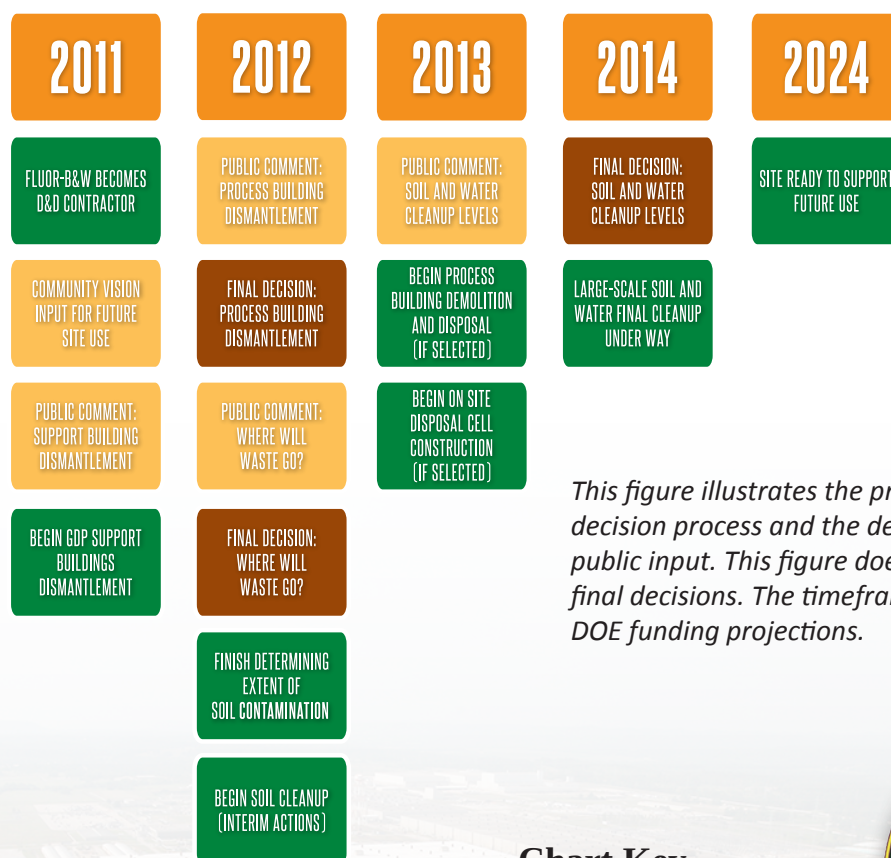 2011
FLUOR-B&W BECOMES
D&D CONTRACTOR
COMMUNITY VISION
INPUT FOR FUTURE
SITE USE
PUBLIC COMMENT:
SUPPORT BUILDING
DISMANTLEMENT
BEGIN GDP SUPPORT
BUILDINGS
DISMANTLEMENT
2012
PUBLIC COMMENT:
PROCESS BUILDING
DISMANTLEMENT
FINAL DECISION:
PROCESS BUILDING
DISMANTLEMENT
PUBLIC COMMENT:
WHERE WILL
WASTE GO?
FINAL DECISION:
WHERE WILL
WASTE GO?
FINISH DETERMINING
EXTENT OF
SOIL CONTAMINATION
BEGIN SOIL CLEANUP
(INTERIM ACTIONS)
2013
PUBLIC COMMENT:
SOIL AND WATER
CLEANUP LEVELS
BEGIN PROCESS
BUILDING DEMOLITION
AND DISPOSAL
(IF SELECTED)
BEGIN ON SITE
DISPOSAL CELL
CONSTRUCTION
(IF SELECTED)
2014
FINAL DECISION:
SOIL AND WATER
CLEANUP LEVELS
LARGE-SCALE SOIL AND
WATER FINAL CLEANUP
UNDER WAY
2024
SITE READY TO SUPPORT
FUTURE USE
This figure illustrates the
decision process and the
public input. This figure
final decisions. The
DOE funding projections.
Chart Key